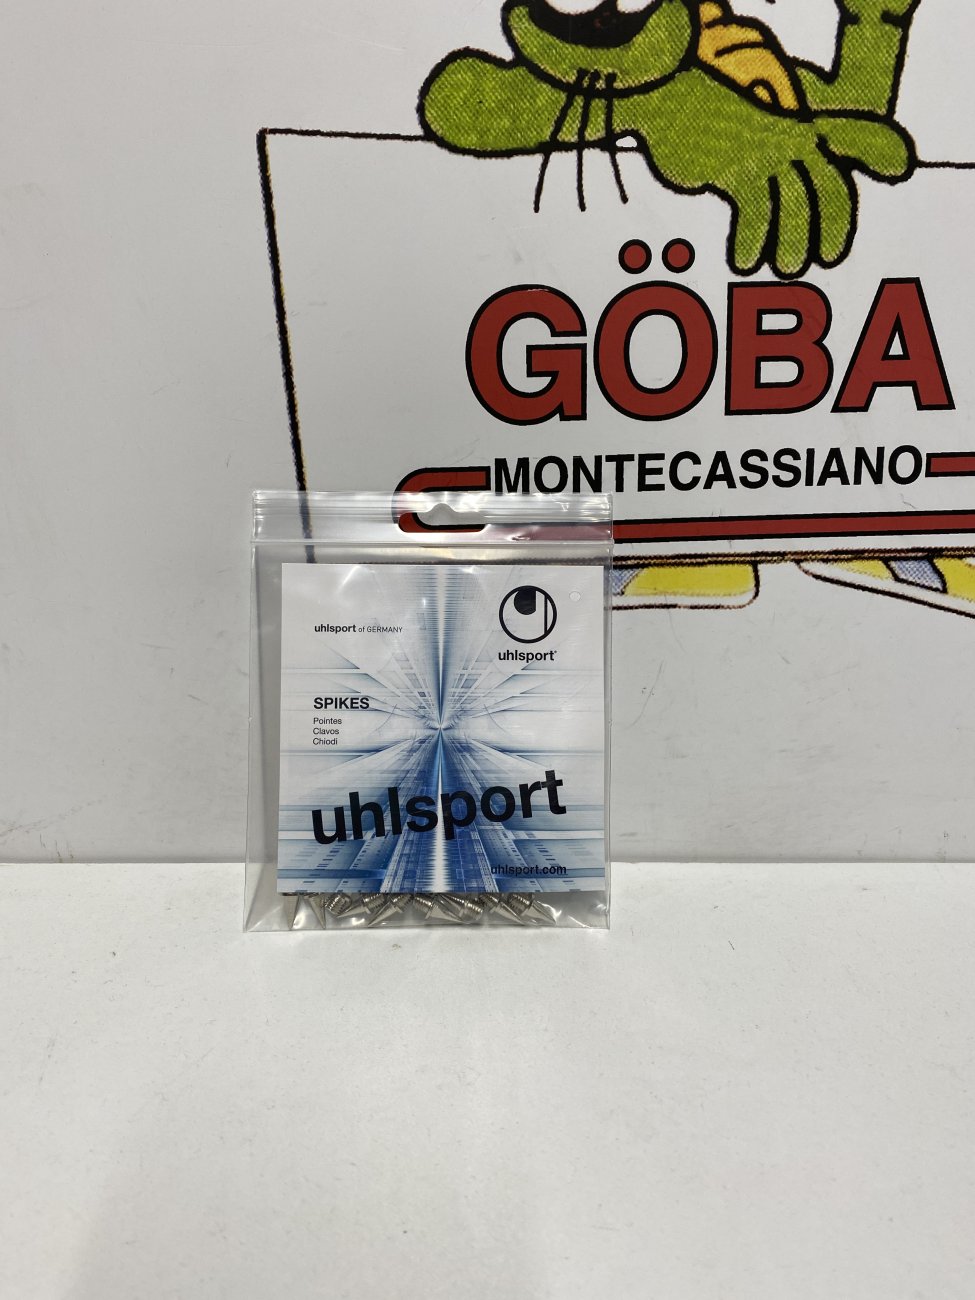 GÖBA
MONTECASSIANO
uhlsport of GERMANY
uhlsport®
SPIKES
Pointes
Clavos
Chiodi
uhlsport
uhlsport.com